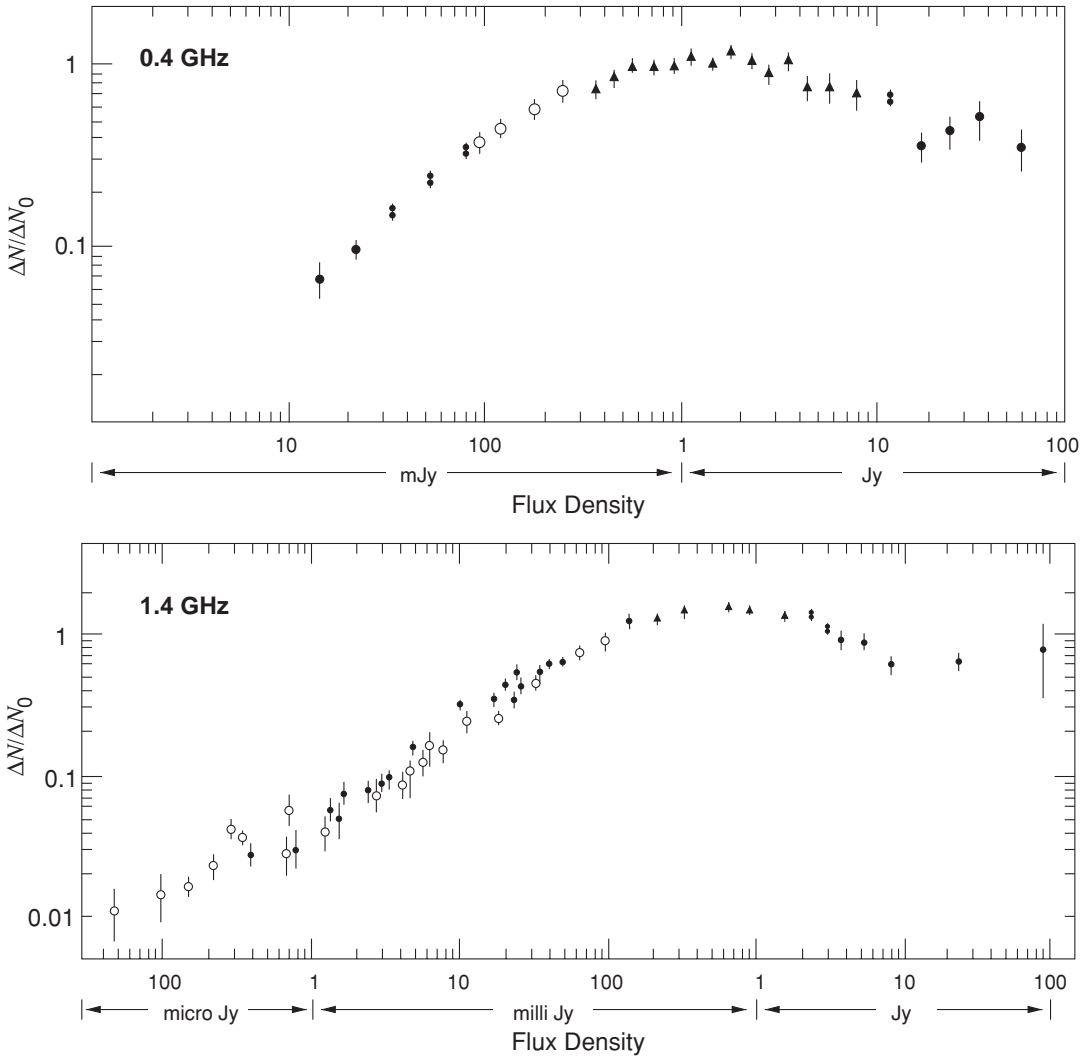 0.4 GHz
1
0.1
ΔN/ΔN₀
10 100 1 10 100
mJy Jy
Flux Density
1.4 GHz
1
0.1
0.01
ΔN/ΔN₀
100 1 10 100 1 10 100
micro Jy milli Jy Jy
Flux Density